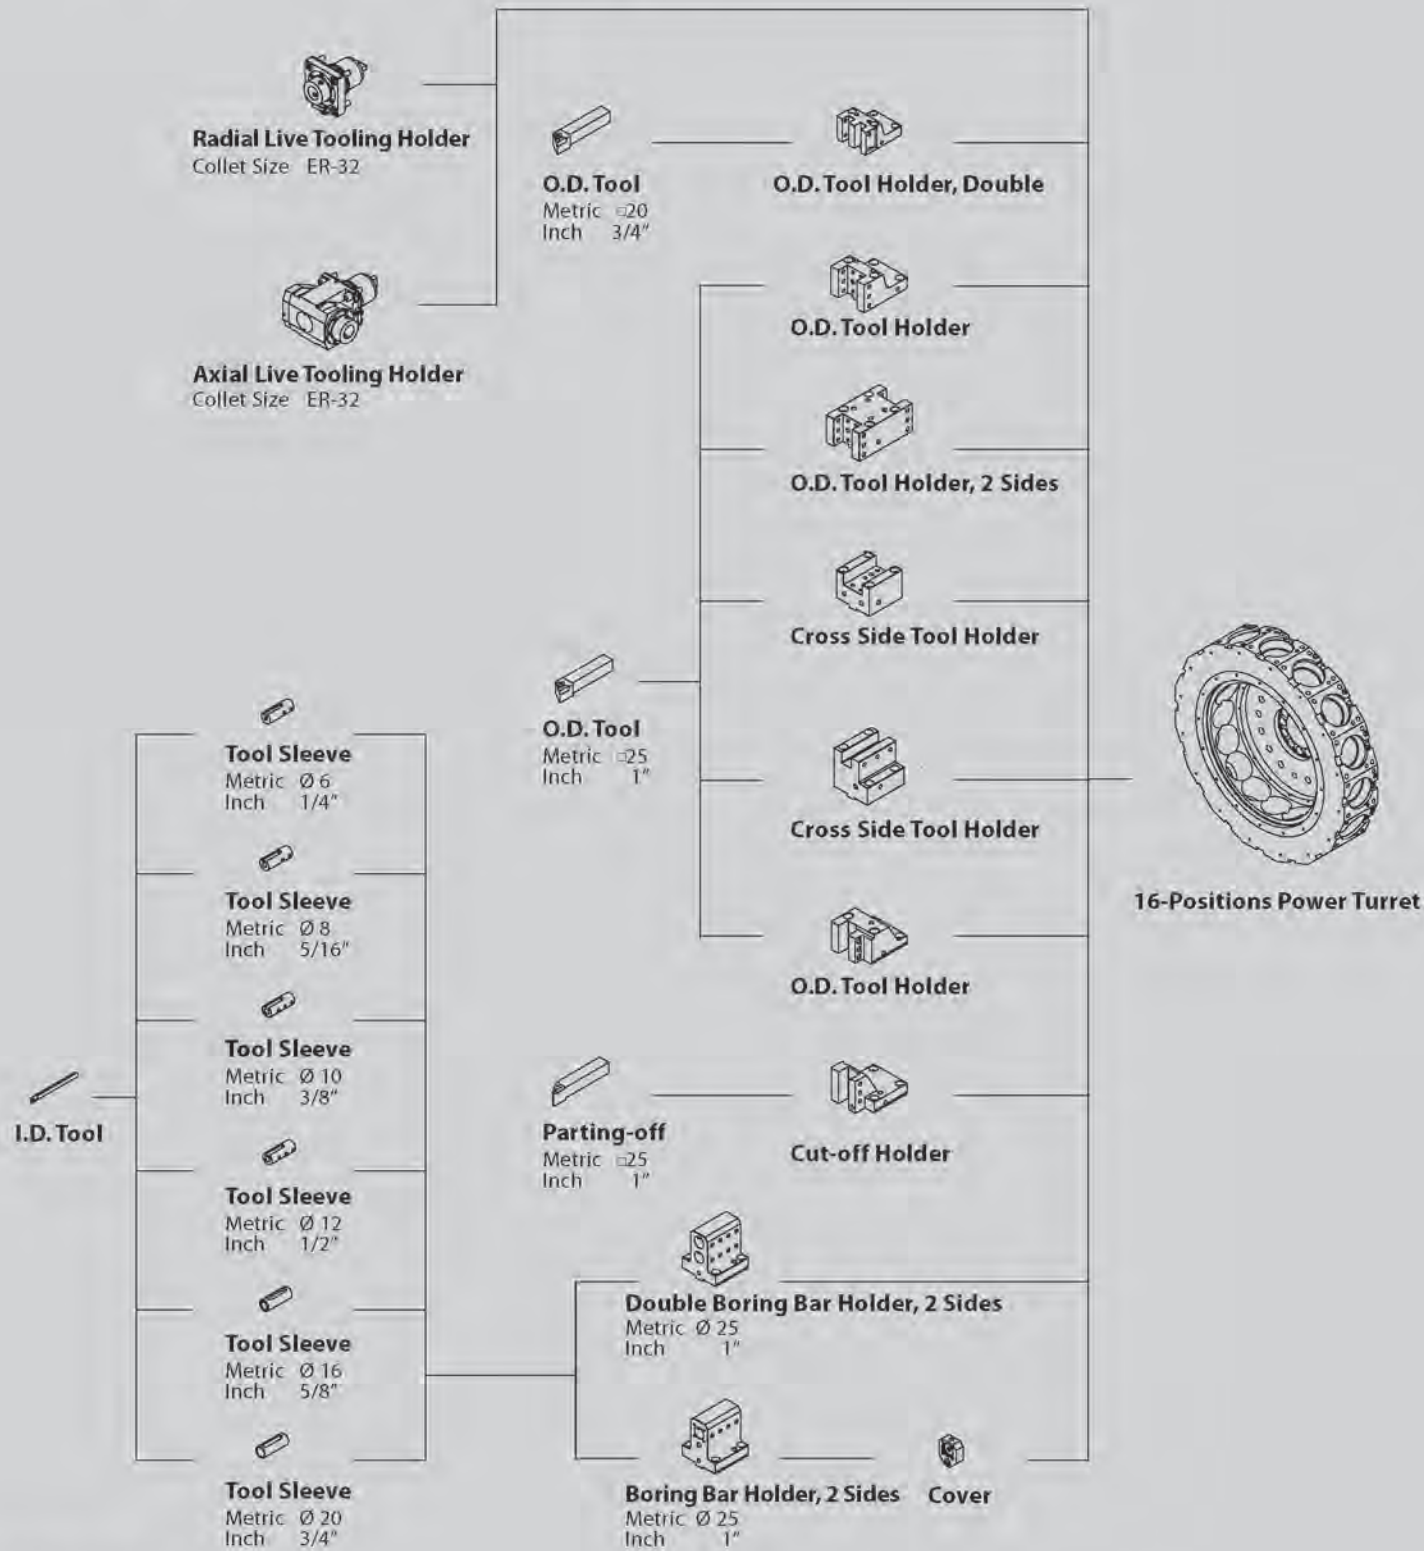 Radial Live Tooling Holder
Collet Size ER-32
O.D. Tool
Metric □20
Inch 3/4"
O.D. Tool Holder, Double
O.D. Tool Holder
Axial Live Tooling Holder
Collet Size ER-32
O.D. Tool Holder, 2 Sides
Cross Side Tool Holder
O.D. Tool
Metric □25
Inch 1"
Cross Side Tool Holder
16-Positions Power Turret
O.D. Tool Holder
Tool Sleeve
Metric Ø 6
Inch 1/4"
Tool Sleeve
Metric Ø 8
Inch 5/16"
Tool Sleeve
Metric Ø 10
Inch 3/8"
I.D. Tool
Parting-off
Metric □25
Inch 1"
Cut-off Holder
Tool Sleeve
Metric Ø 12
Inch 1/2"
Tool Sleeve
Metric Ø 16
Inch 5/8"
Double Boring Bar Holder, 2 Sides
Metric Ø 25
Inch 1"
Tool Sleeve
Metric Ø 20
Inch 3/4"
Boring Bar Holder, 2 Sides
Metric Ø 25
Inch 1"
Cover